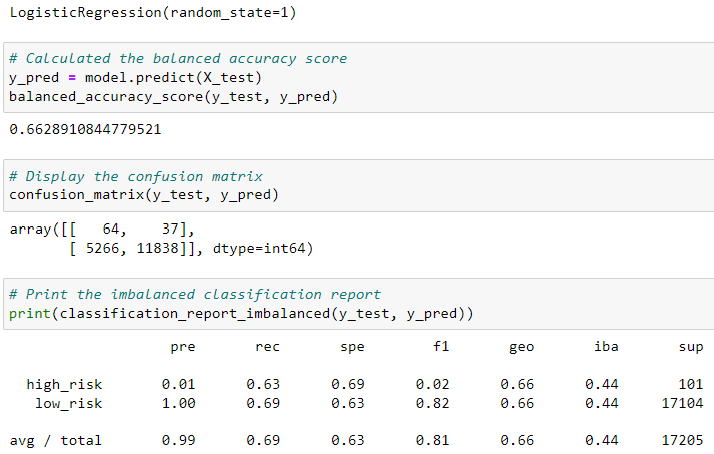 LogisticRegression(random_state=1)
# Calculated the balanced accuracy score
y_pred = model.predict(X_test)
balanced_accuracy_score(y_test, y_pred)
0.6628910844779521
# Display the confusion matrix
confusion_matrix(y_test, y_pred)
array([[   64,    37],
       [ 5266, 11838]], dtype=int64)
# Print the imbalanced classification report
print(classification_report_imbalanced(y_test, y_pred))
                   pre       rec       spe        f1       geo       iba       sup
  high_risk       0.01      0.63      0.69      0.02      0.66      0.44       101
   low_risk       1.00      0.69      0.63      0.82      0.66      0.44     17104
avg / total       0.99      0.69      0.63      0.81      0.66      0.44     17205